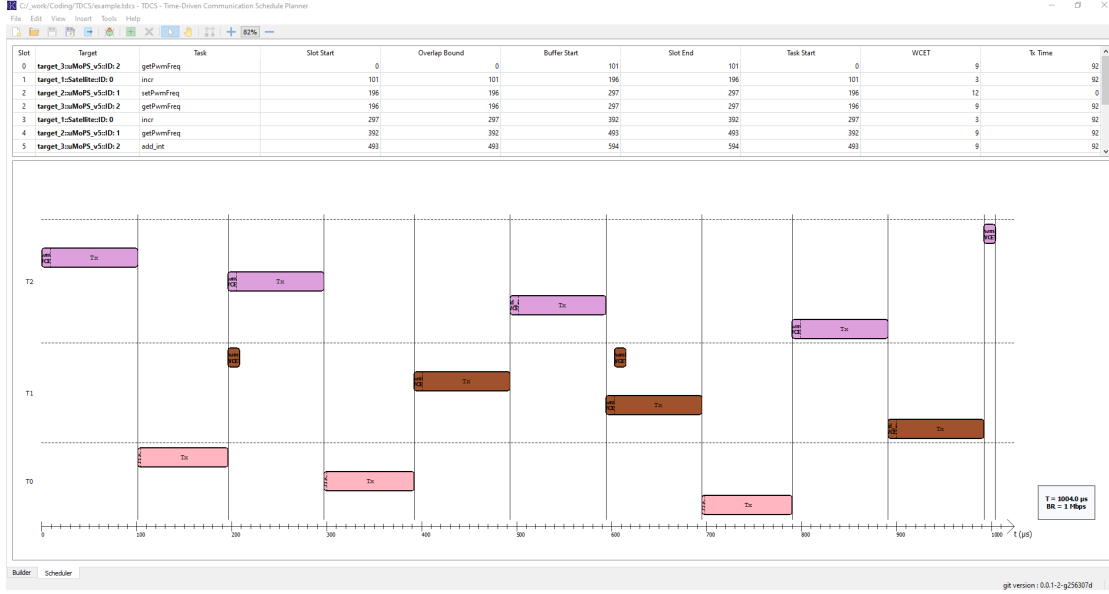 C:/_work/Coding/TDCS/example.tdcs - TDCS - Time-Driven Communication Schedule Planner
File Edit View Insert Tools Help
82%
Slot Target Task Slot Start Overlap Bound Buffer Start Slot End Task Start WCET Tx Time
0 target_3::uMoPS_v5::ID: 2 getPwmFreq 0 0 101 101 0 9 92
1 target_1::Satellite::ID: 0 incr 101 101 196 196 101 3 92
2 target_2::uMoPS_v5::ID: 1 setPwmFreq 196 196 297 297 196 12 0
2 target_3::uMoPS_v5::ID: 2 getPwmFreq 196 196 297 297 196 9 92
3 target_1::Satellite::ID: 0 incr 297 297 392 392 297 3 92
4 target_2::uMoPS_v5::ID: 1 getPwmFreq 392 392 493 493 392 9 92
5 target_3::uMoPS_v5::ID: 2 add_int 493 493 594 594 493 9 92
Tx
T2 Tx
Tx
Tx
T1 Tx
Tx
Tx
Tx
T0 Tx
Tx
T = 1004.0 µs
BR = 1 Mbps
0 100 200 300 400 500 600 700 800 900 1000 t (µs)
Builder Scheduler
git version : 0.0.1-2-g256307d